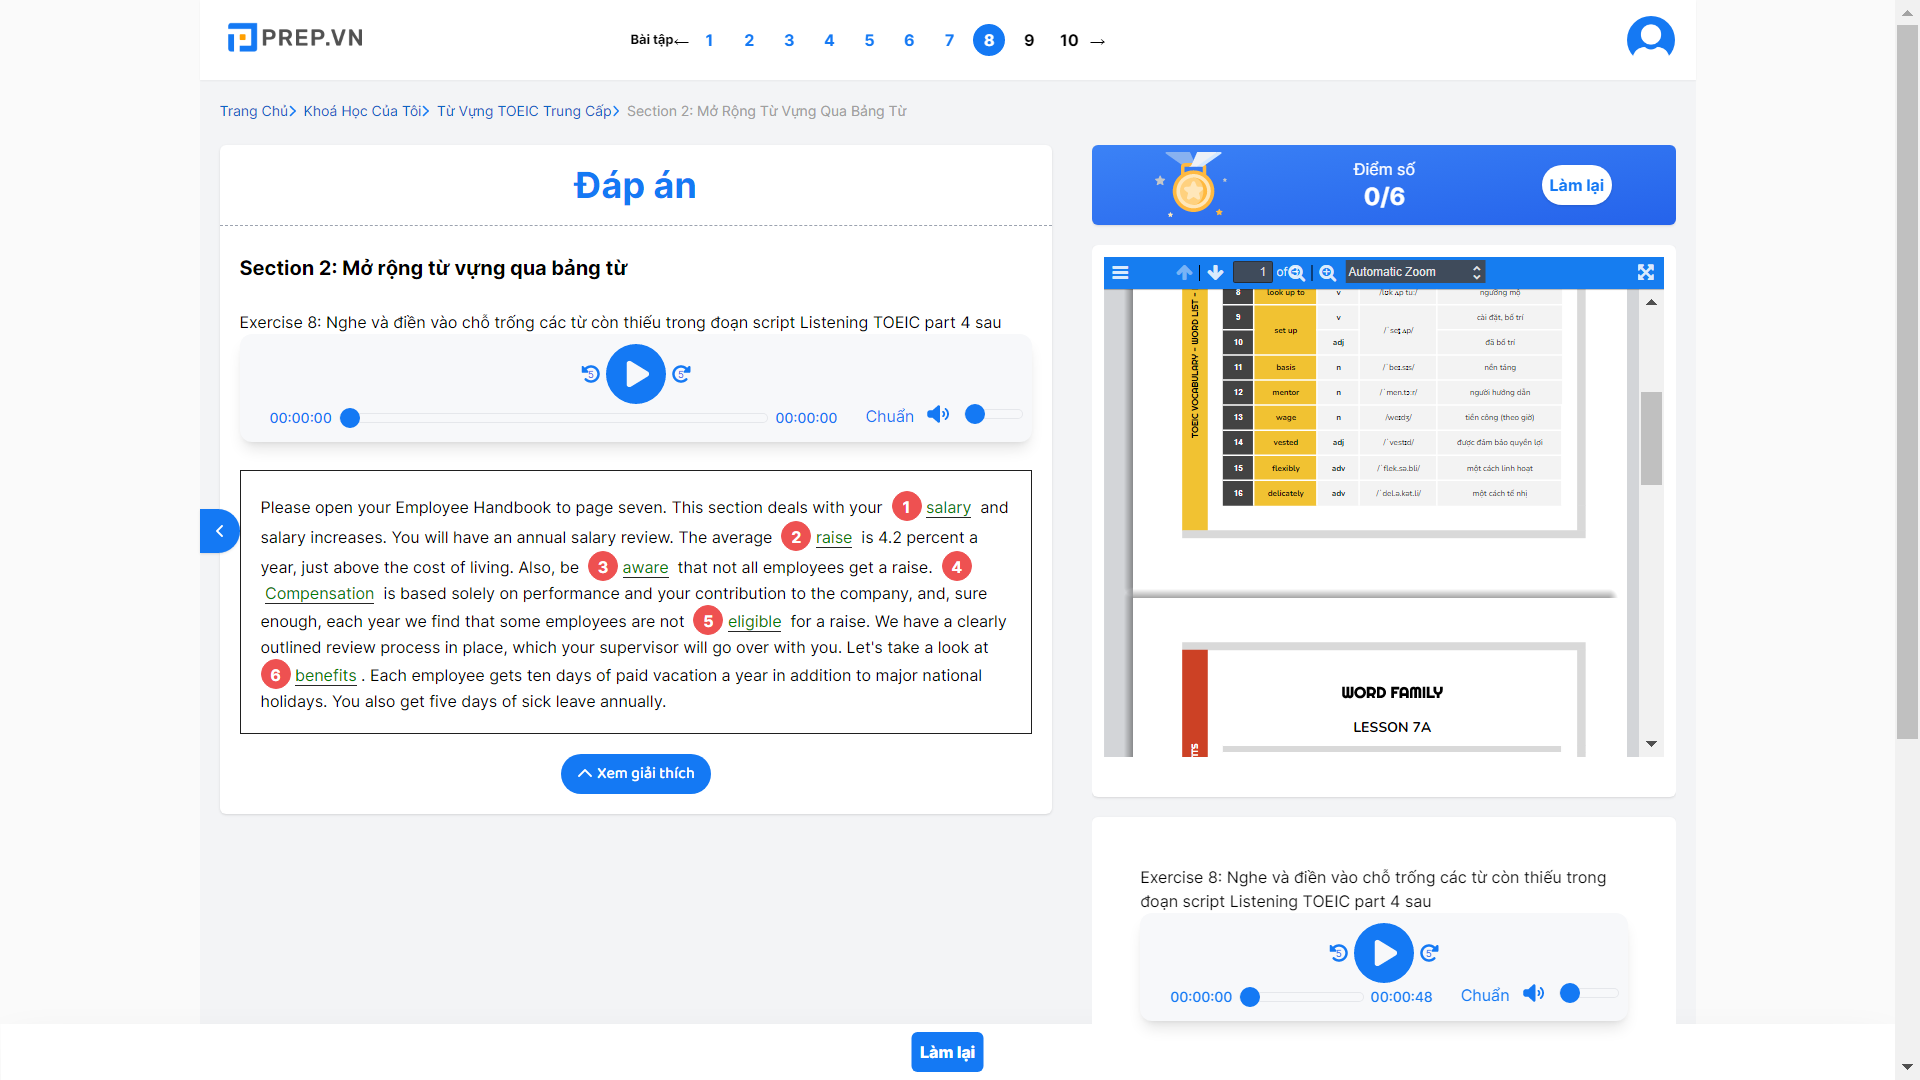 PREP.VN
Bài tập← 1 2 3 4 5 6 7 8 9 10 →
Trang Chủ> Khoá Học Của Tôi> Từ Vựng TOEIC Trung Cấp> Section 2: Mở Rộng Từ Vựng Qua Bảng Từ
Đáp án
Section 2: Mở rộng từ vựng qua bảng từ
Exercise 8: Nghe và điền vào chỗ trống các từ còn thiếu trong đoạn script Listening TOEIC part 4 sau
5 5
00:00:00 00:00:00 Chuẩn
Please open your Employee Handbook to page seven. This section deals with your 1 salary and
salary increases. You will have an annual salary review. The average 2 raise is 4.2 percent a
year, just above the cost of living. Also, be 3 aware that not all employees get a raise. 4
Compensation is based solely on performance and your contribution to the company, and, sure
enough, each year we find that some employees are not 5 eligible for a raise. We have a clearly
outlined review process in place, which your supervisor will go over with you. Let's take a look at
6 benefits . Each employee gets ten days of paid vacation a year in addition to major national
holidays. You also get five days of sick leave annually.
Xem giải thích
Điểm số
0/6
Làm lại
1 of Automatic Zoom
TOEIC VOCABULARY - WORD LIST -
8 look up to v /lʊk ʌp tuː/ ngưỡng mộ
9 set up v /ˈset̬.ʌp/ cài đặt, bố trí
10 adj đã bố trí
11 basis n /ˈbeɪ.sɪs/ nền tảng
12 mentor n /ˈmen.tɔːr/ người hướng dẫn
13 wage n /weɪdʒ/ tiền công (theo giờ)
14 vested adj /ˈvestɪd/ được đảm bảo quyền lợi
15 flexibly adv /ˈflek.sə.bli/ một cách linh hoạt
16 delicately adv /ˈdel.ə.kət.li/ một cách tế nhị
WORD FAMILY
LESSON 7A
Exercise 8: Nghe và điền vào chỗ trống các từ còn thiếu trong
đoạn script Listening TOEIC part 4 sau
5 5
00:00:00 00:00:48 Chuẩn
Làm lại